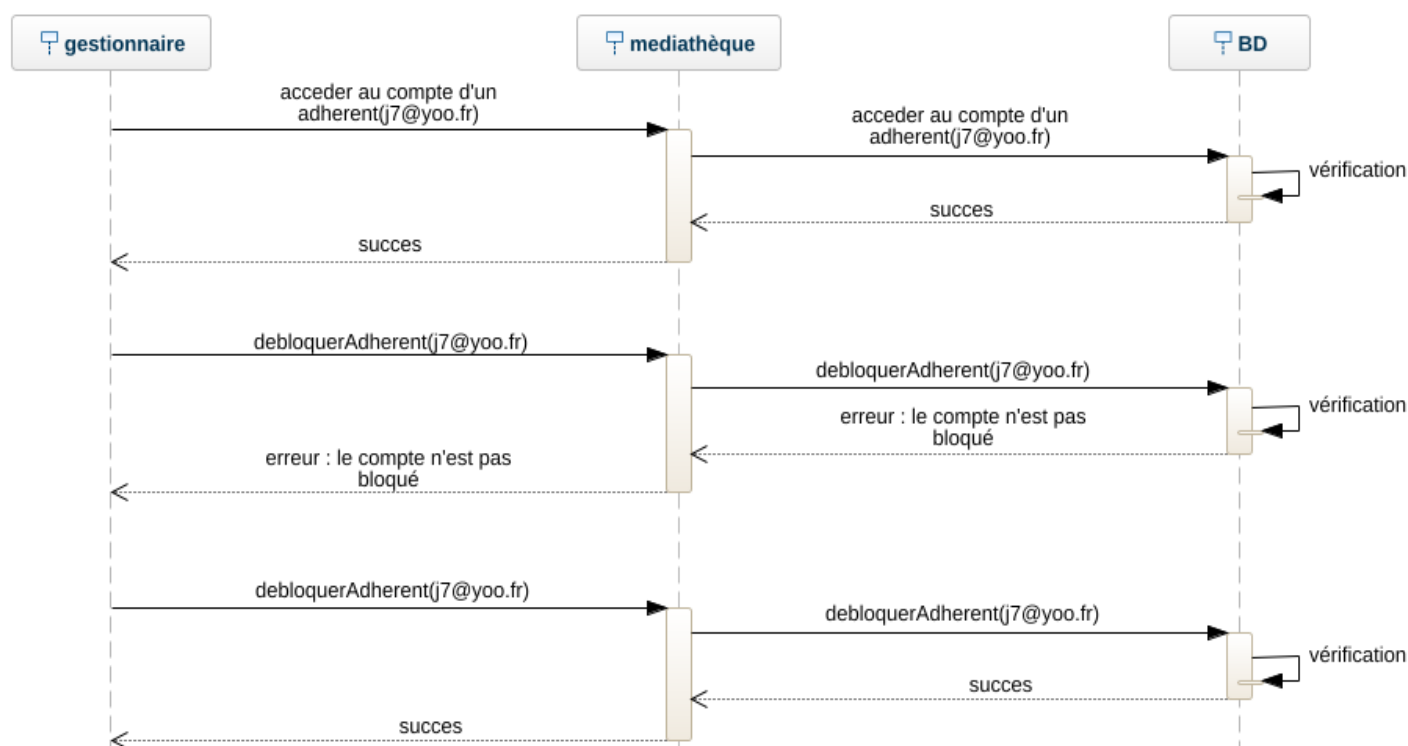 gestionnaire
mediathèque
BD
acceder au compte d'un
adherent(j7@yoo.fr)
acceder au compte d'un
adherent(j7@yoo.fr)
vérification
succes
succes
debloquerAdherent(j7@yoo.fr)
debloquerAdherent(j7@yoo.fr)
vérification
erreur : le compte n'est pas
bloqué
erreur : le compte n'est pas
bloqué
debloquerAdherent(j7@yoo.fr)
debloquerAdherent(j7@yoo.fr)
vérification
succes
succes